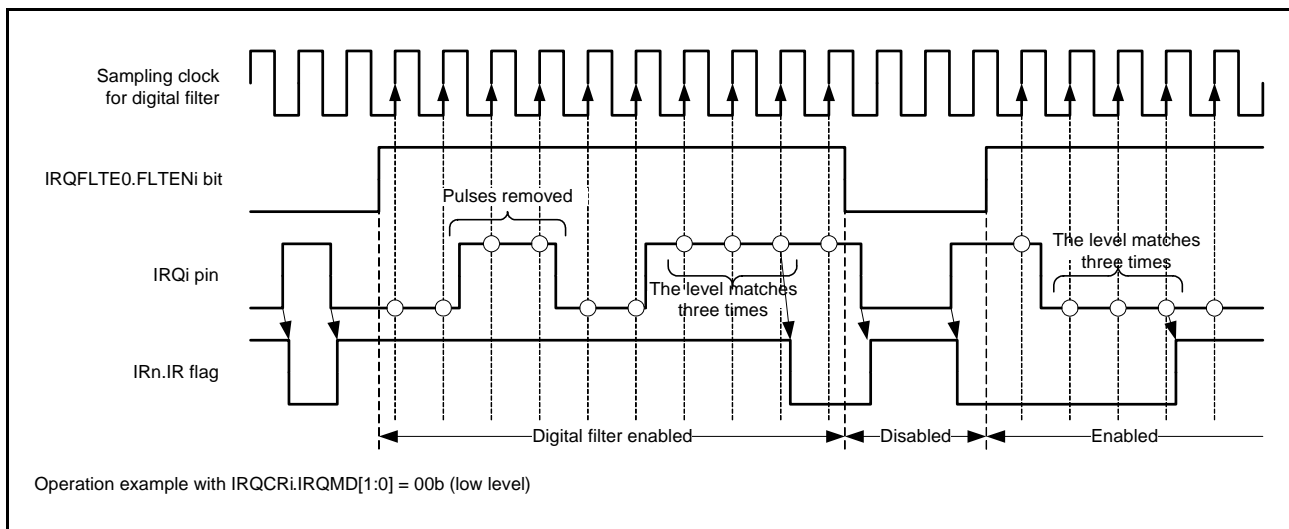 Sampling clock
for digital filter
IRQFLTE0.FLTENi bit
Pulses removed
IRQi pin
The level matches
three times
The level matches
three times
IRn.IR flag
Digital filter enabled
Disabled
Enabled
Operation example with IRQCRi.IRQMD[1:0] = 00b (low level)